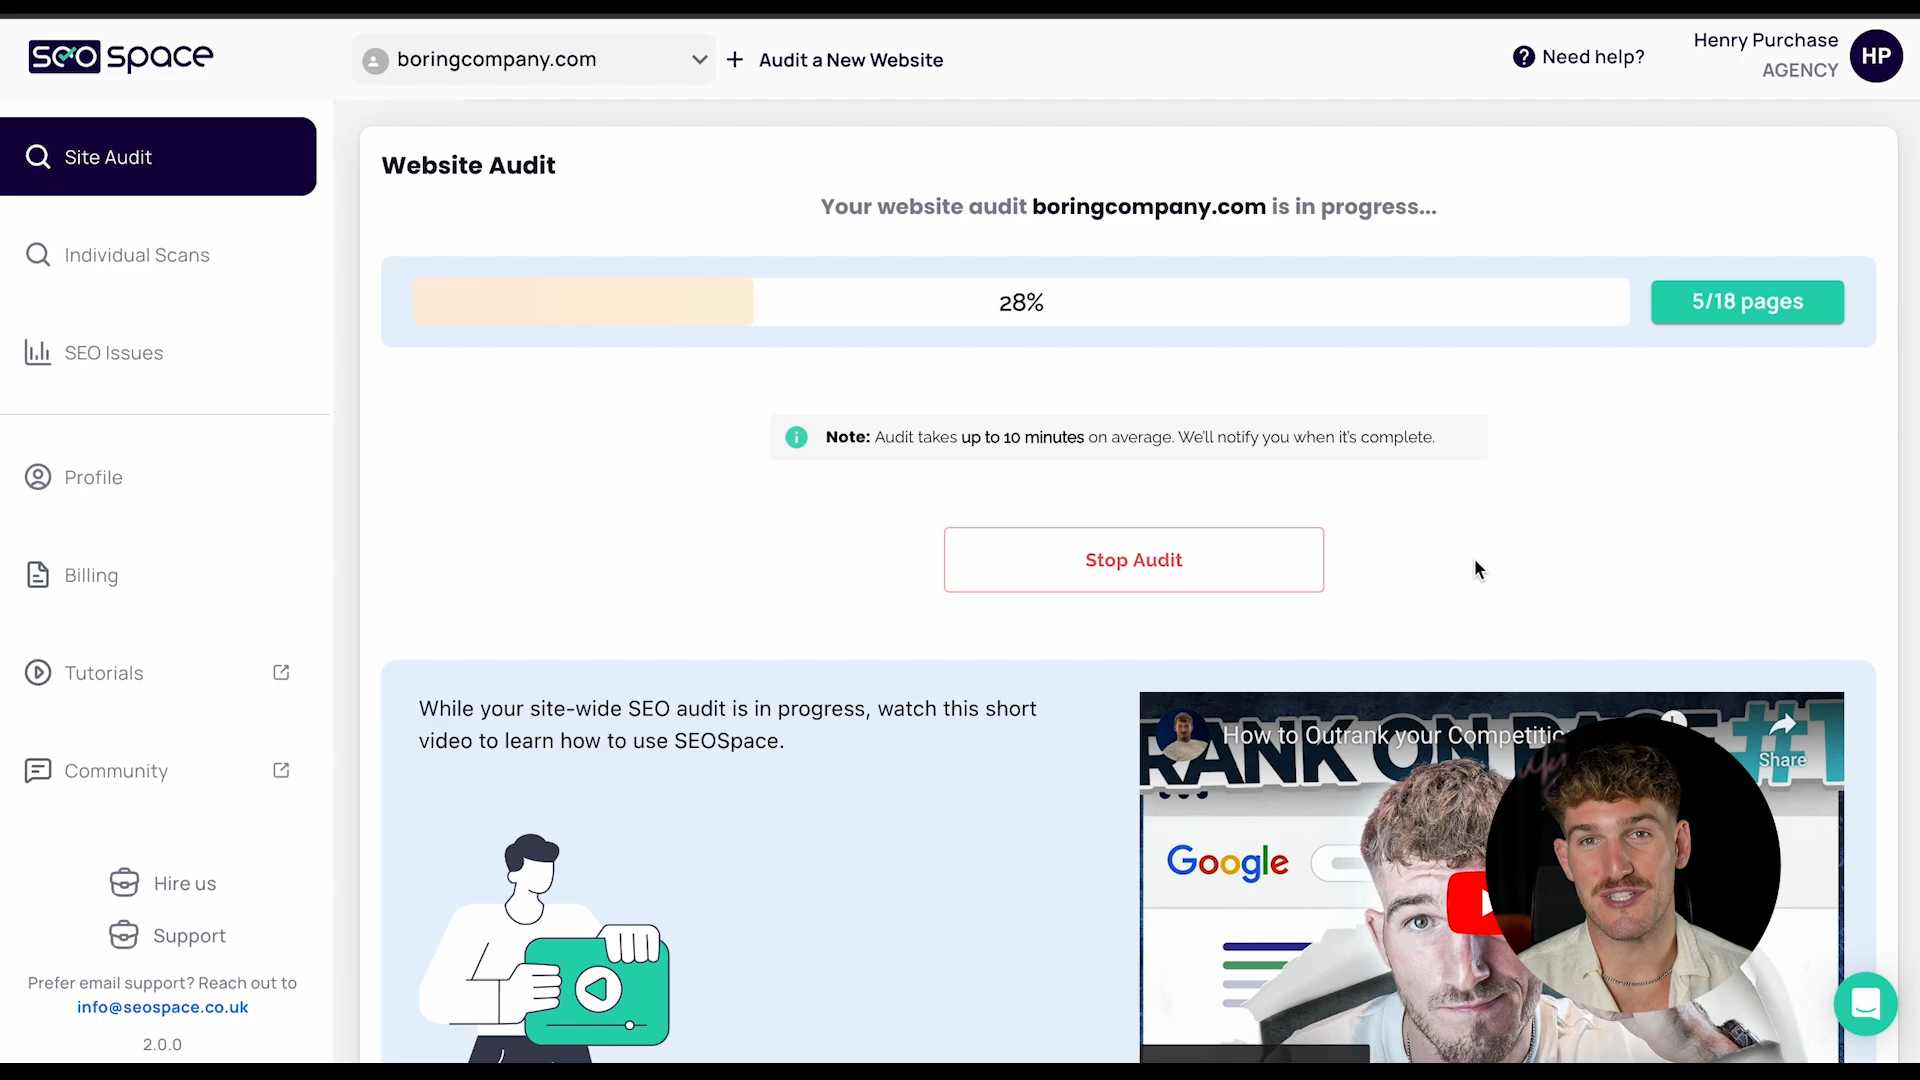 seo space
boringcompany.com
+ Audit a New Website
? Need help?
Henry Purchase
AGENCY
HP
Site Audit
Individual Scans
SEO Issues
Profile
Billing
Tutorials
Community
Hire us
Support
Prefer email support? Reach out to
info@seospace.co.uk
2.0.0
Website Audit
Your website audit boringcompany.com is in progress...
28%
5/18 pages
i Note: Audit takes up to 10 minutes on average. We'll notify you when it's complete.
Stop Audit
While your site-wide SEO audit is in progress, watch this short
video to learn how to use SEOSpace.
How to Outrank your
Share
RANK ON
Google